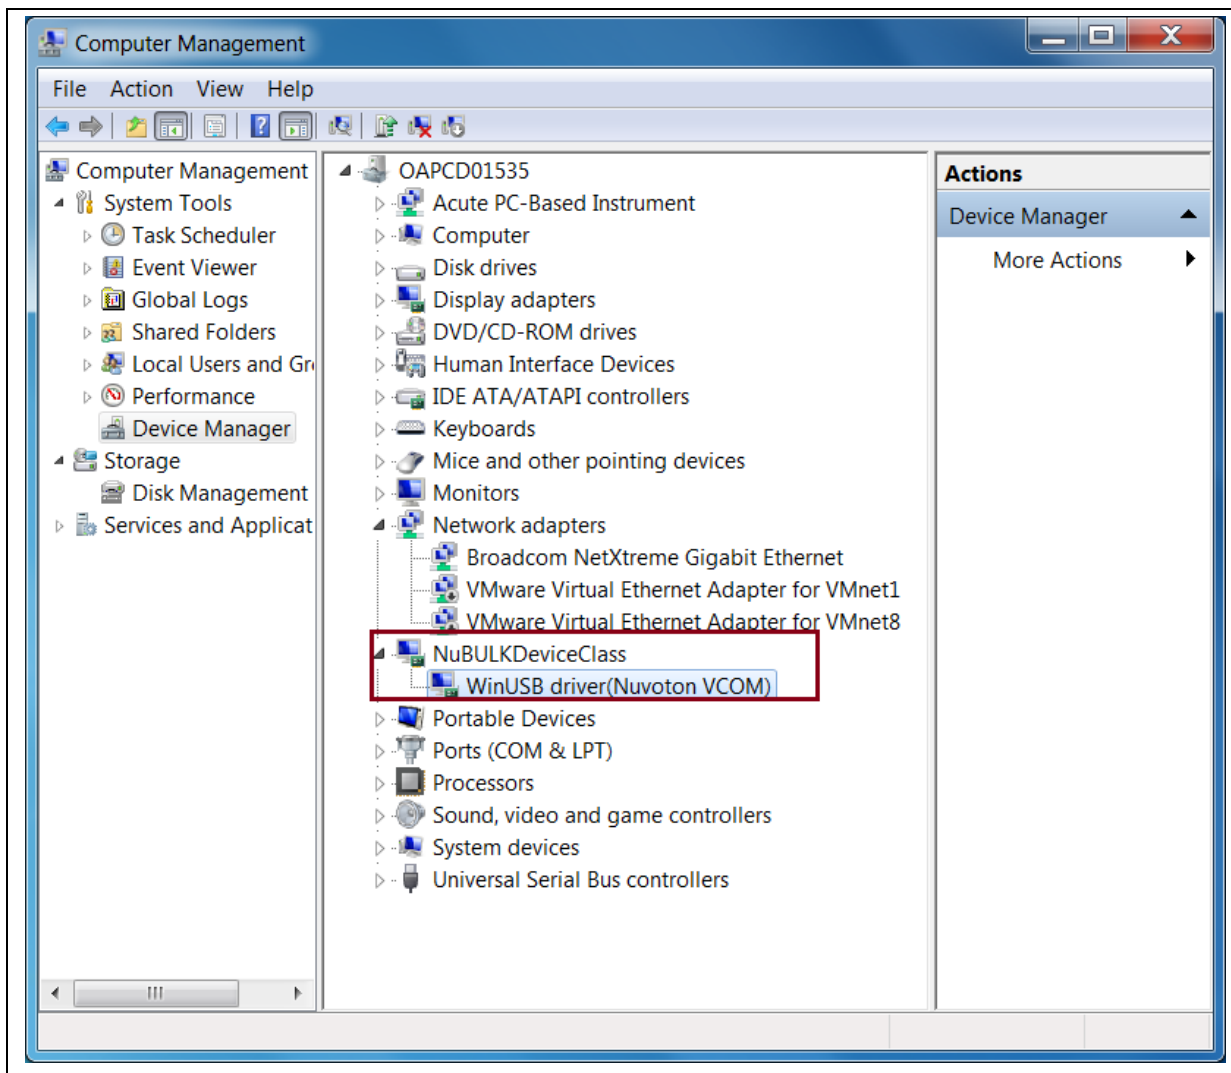 Computer Management
File Action View Help
Computer Management
System Tools
Task Scheduler
Event Viewer
Global Logs
Shared Folders
Local Users and Gr
Performance
Device Manager
Storage
Disk Management
Services and Applicat
OAPCD01535
Acute PC-Based Instrument
Computer
Disk drives
Display adapters
DVD/CD-ROM drives
Human Interface Devices
IDE ATA/ATAPI controllers
Keyboards
Mice and other pointing devices
Monitors
Network adapters
Broadcom NetXtreme Gigabit Ethernet
VMware Virtual Ethernet Adapter for VMnet1
VMware Virtual Ethernet Adapter for VMnet8
NuBULKDeviceClass
WinUSB driver(Nuvoton VCOM)
Portable Devices
Ports (COM & LPT)
Processors
Sound, video and game controllers
System devices
Universal Serial Bus controllers
Actions
Device Manager
More Actions